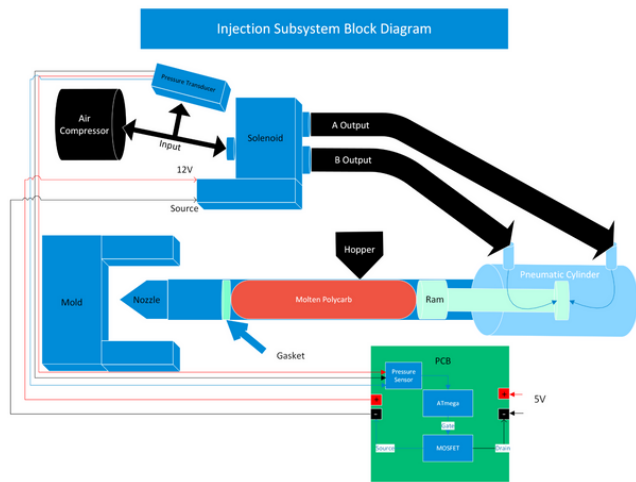 Injection Subsystem Block Diagram
Pressure Transducer
Air
Compressor
Input
Solenoid
A Output
B Output
12V
Source
Hopper
Pneumatic Cylinder
Mold
Nozzle
Molten Polycarb
Ram
Gasket
PCB
Pressure
Sensor
+
+
5V
ATmega
-
-
Gate
Source
MOSFET
Drain